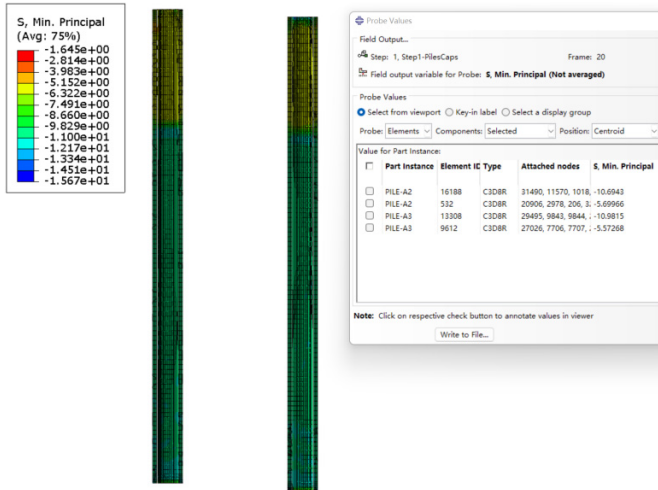 S, Min. Principal
(Avg: 75%)
-1.645e+00
-2.814e+00
-3.983e+00
-5.152e+00
-6.322e+00
-7.491e+00
-8.660e+00
-9.829e+00
-1.100e+01
-1.217e+01
-1.334e+01
-1.451e+01
-1.567e+01
Probe Values
Field Output...
Step: 1, Step1-PilesCaps Frame: 20
Field output variable for Probe: S, Min. Principal (Not averaged)
Probe Values
Select from viewport Key-in label Select a display group
Probe: Elements Components: Selected Position: Centroid
Value for Part Instance:
Part Instance Element ID Type Attached nodes S, Min. Principal
PILE-A2 16188 C3D8R 31490, 11570, 1018, -10.6943
PILE-A2 532 C3D8R 20906, 2978, 206, -5.69966
PILE-A3 13308 C3D8R 29495, 9843, 9844, -10.9815
PILE-A3 9612 C3D8R 27026, 7706, 7707, -5.57268
Note: Click on respective check button to annotate values in viewer
Write to File...